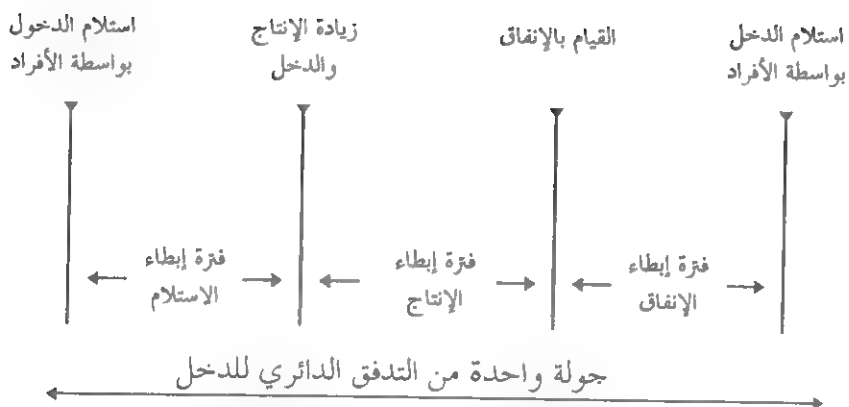 استلام الدخل
بواسطة الأفراد
القيام بالإنفاق
زيادة الإنتاج
والدخل
استلام الدخول
بواسطة الأفراد
فترة إبطاء
الإنفاق
فترة إبطاء
الإنتاج
فترة إبطاء
الاستلام
جولة واحدة من التدفق الدائري للدخل